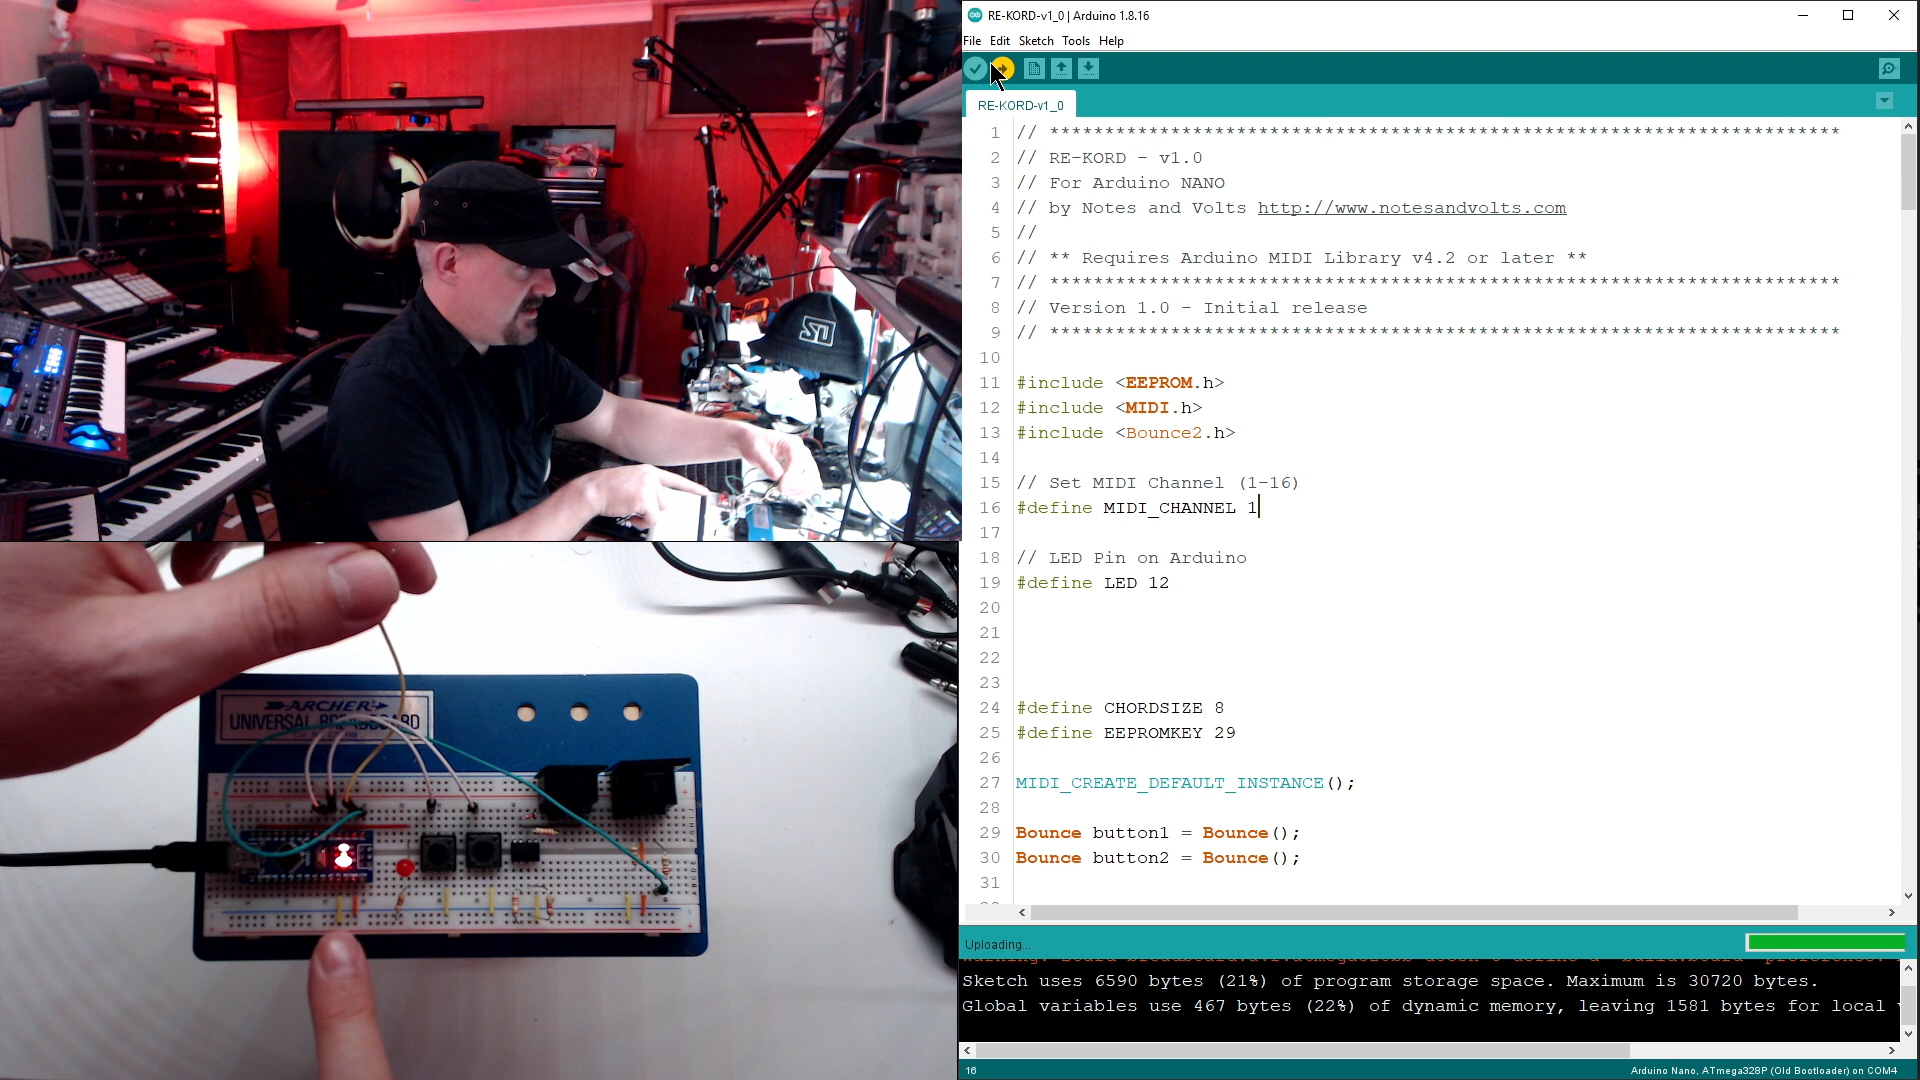 RE-KORD-v1_0 | Arduino 1.8.16
File Edit Sketch Tools Help
RE-KORD-v1_0
1 // ************************************************************************
2 // RE-KORD - v1.0
3 // For Arduino NANO
4 // by Notes and Volts http://www.notesandvolts.com
5 //
6 // ** Requires Arduino MIDI Library v4.2 or later **
7 // ************************************************************************
8 // Version 1.0 - Initial release
9 // ************************************************************************
10
11 #include <EEPROM.h>
12 #include <MIDI.h>
13 #include <Bounce2.h>
14
15 // Set MIDI Channel (1-16)
16 #define MIDI_CHANNEL 1
17
18 // LED Pin on Arduino
19 #define LED 12
20
21
22
23
24 #define CHORDSIZE 8
25 #define EEPROMKEY 29
26
27 MIDI_CREATE_DEFAULT_INSTANCE();
28
29 Bounce button1 = Bounce();
30 Bounce button2 = Bounce();
31
Uploading...
Sketch uses 6590 bytes (21%) of program storage space. Maximum is 30720 bytes.
Global variables use 467 bytes (22%) of dynamic memory, leaving 1581 bytes for local
16
Arduino Nano, ATmega328P (Old Bootloader) on COM4
ARCHER
UNIVERSAL BREADBOARD